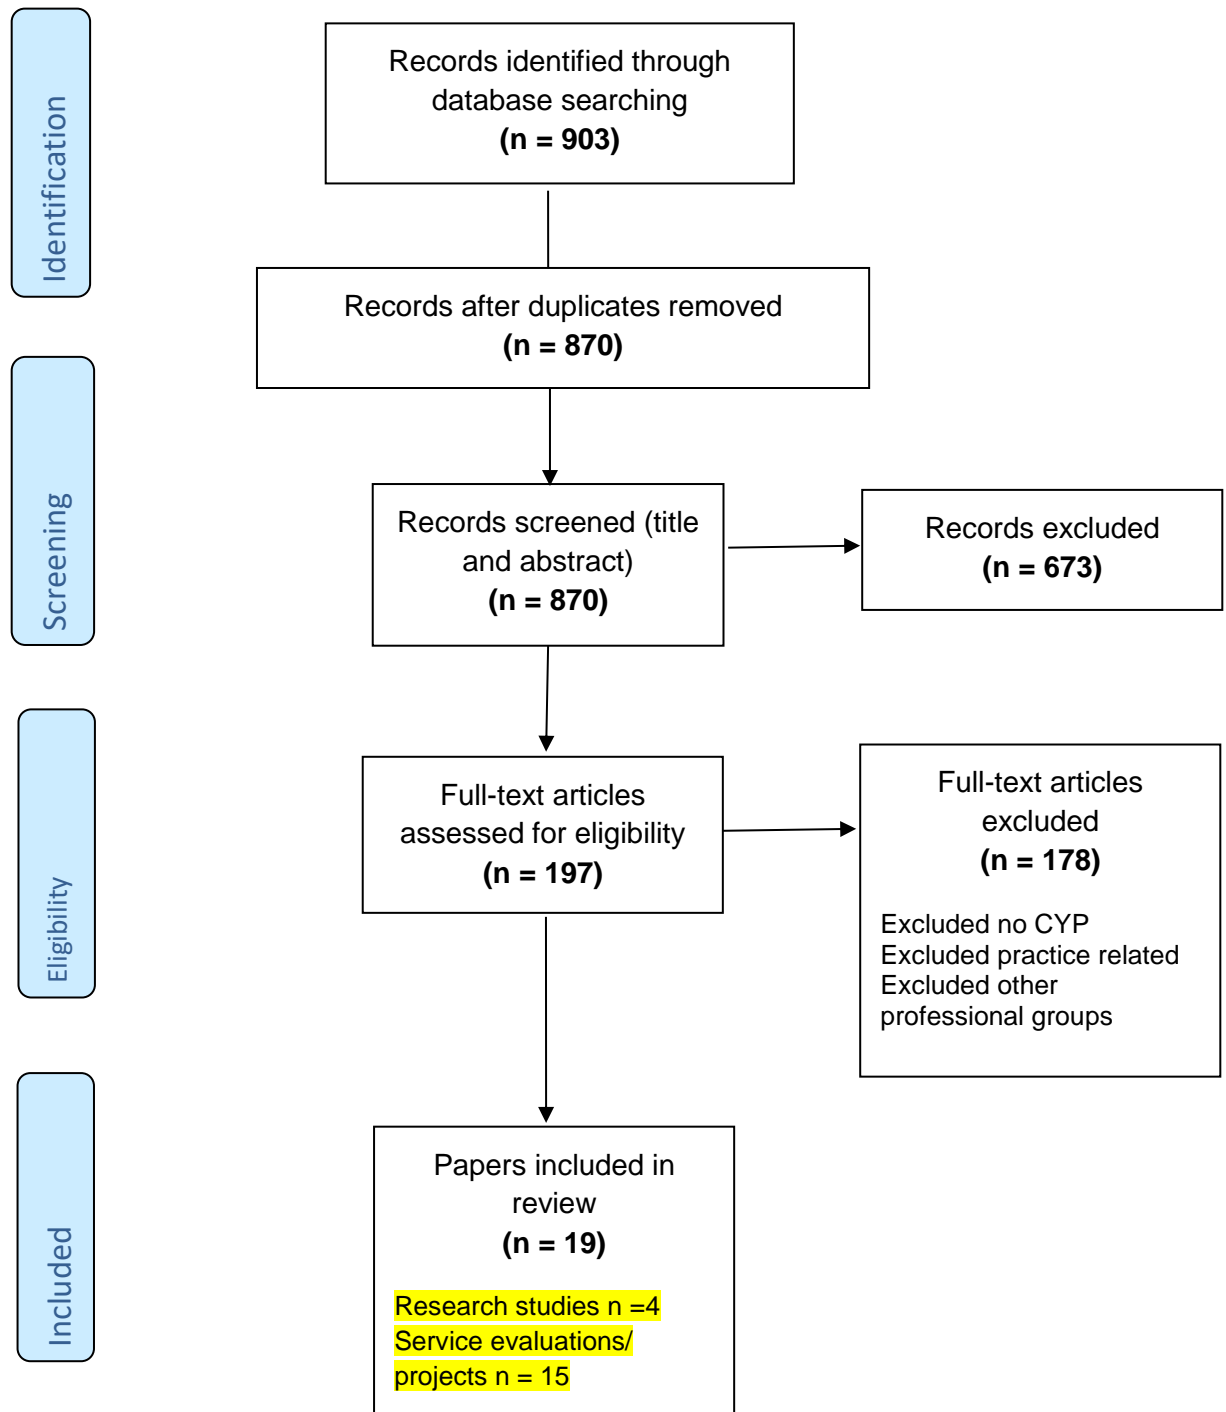 Identification
Records identified through
database searching
(n = 903)
Records after duplicates removed
(n = 870)
Screening
Records screened (title
and abstract)
(n = 870)
Records excluded
(n = 673)
Eligibility
Full-text articles
assessed for eligibility
(n = 197)
Full-text articles
excluded
(n = 178)
Excluded no CYP
Excluded practice related
Excluded other
professional groups
Included
Papers included in
review
(n = 19)
Research studies n =4
Service evaluations/
projects n = 15